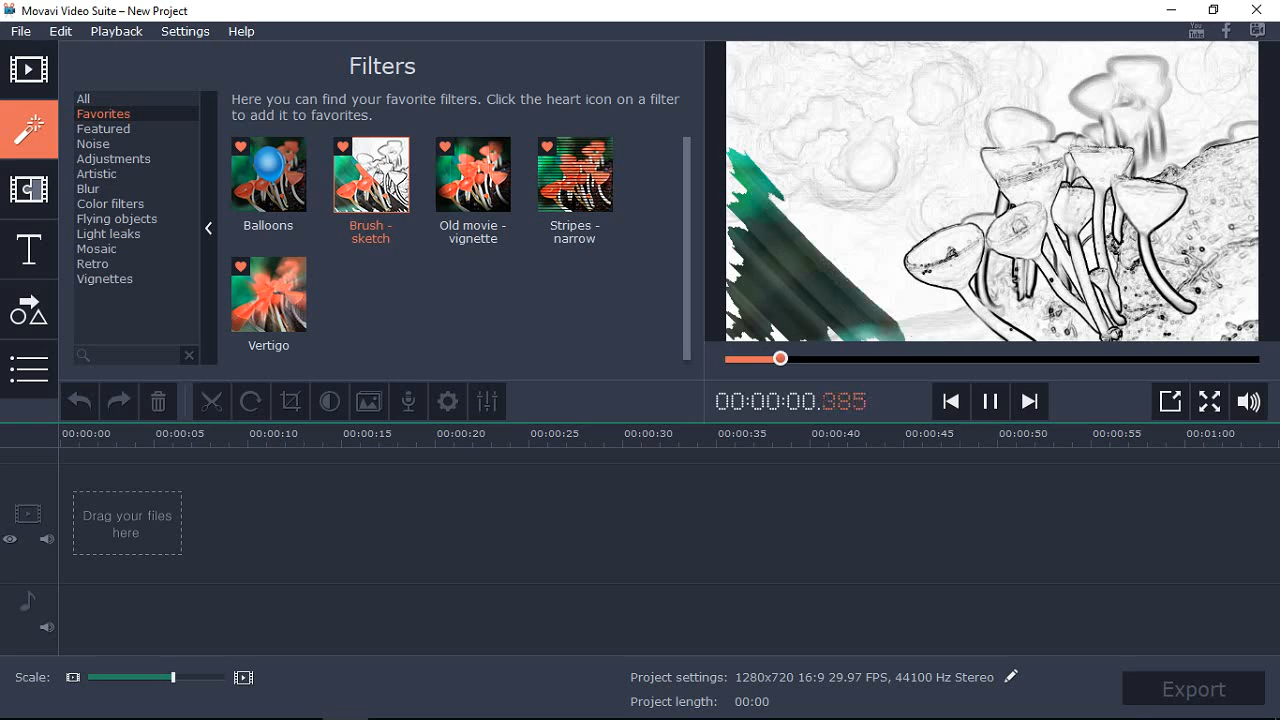 Movavi Video Suite – New Project
File Edit Playback Settings Help
You
Tube
Filters
All
Favorites
Featured
Noise
Adjustments
Artistic
Blur
Color filters
Flying objects
Light leaks
Mosaic
Retro
Vignettes
Here you can find your favorite filters. Click the heart icon on a filter
to add it to favorites.
Balloons
Brush -
sketch
Old movie -
vignette
Stripes -
narrow
Vertigo
00:00:00.385
00:00:00 00:00:05 00:00:10 00:00:15 00:00:20 00:00:25 00:00:30 00:00:35 00:00:40 00:00:45 00:00:50 00:00:55 00:01:00
Drag your files
here
Scale:
Project settings: 1280x720 16:9 29.97 FPS, 44100 Hz Stereo
Project length: 00:00
Export